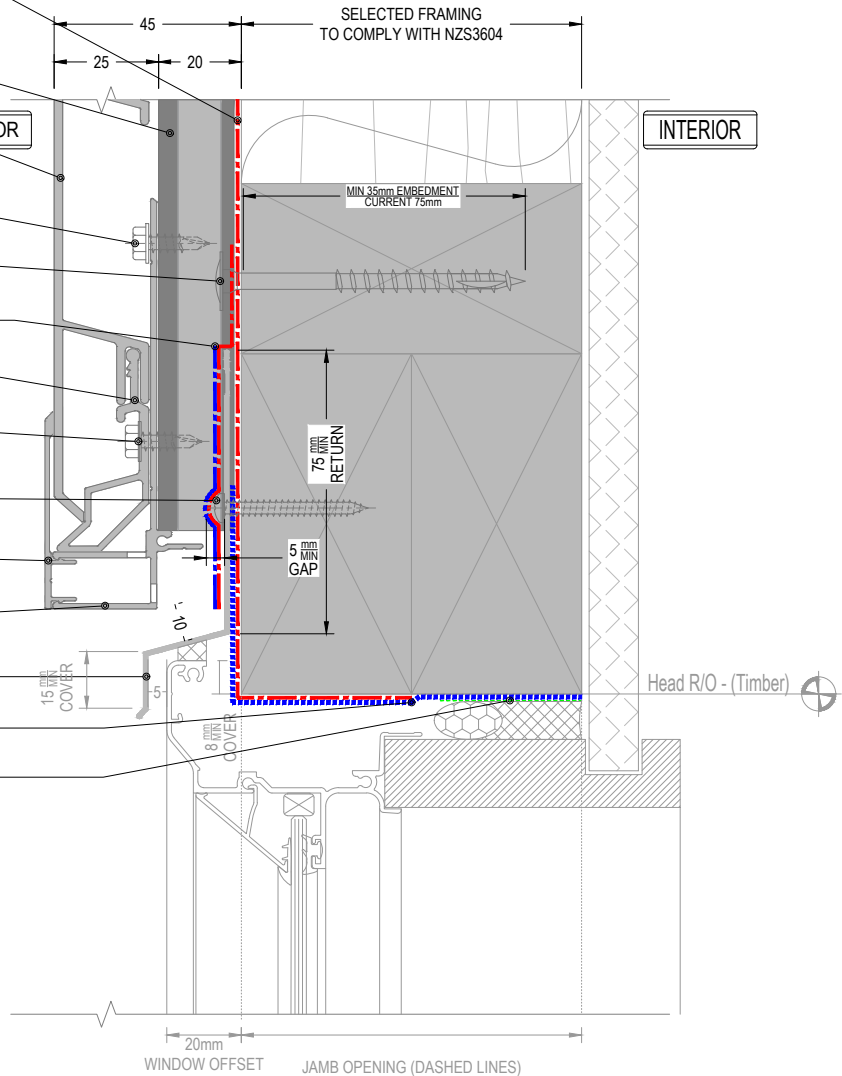 SELECTED FRAMING
TO COMPLY WITH NZS3604
45
25
20
OR
INTERIOR
MIN 35mm EMBEDMENT
CURRENT 75mm
75 mm MIN
RETURN
5 mm MIN
GAP
10
15 mm MIN
COVER
5
8 mm MIN
COVER
Head R/O - (Timber)
20mm
WINDOW OFFSET
JAMB OPENING (DASHED LINES)